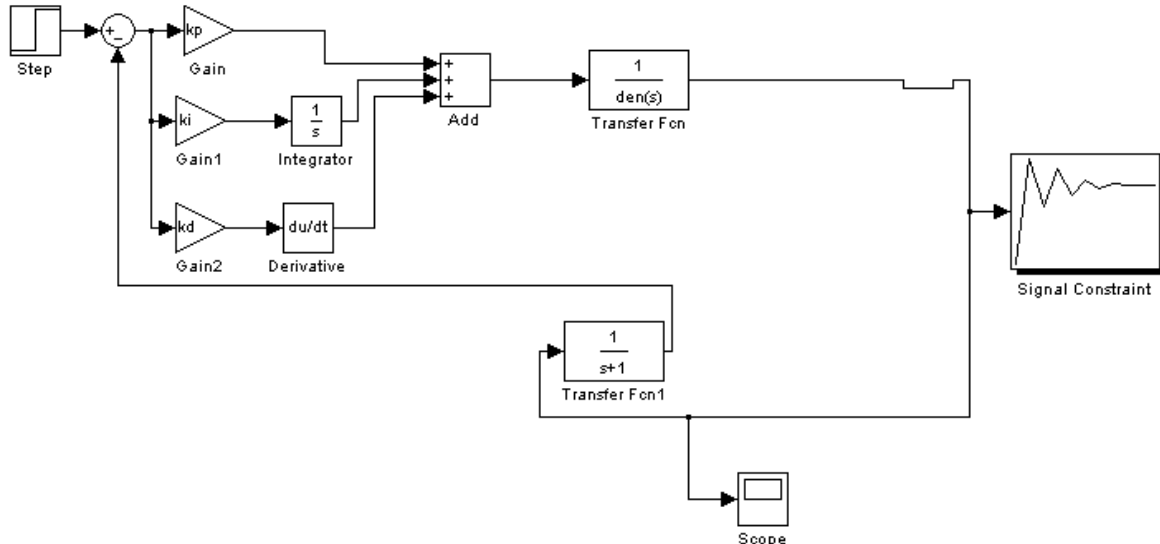 Step
+
−
kp
Gain
ki
Gain1
1
s
Integrator
kd
Gain2
du/dt
Derivative
+
+
+
Add
1
den(s)
Transfer Fcn
Signal Constraint
1
s+1
Transfer Fcn1
Scope